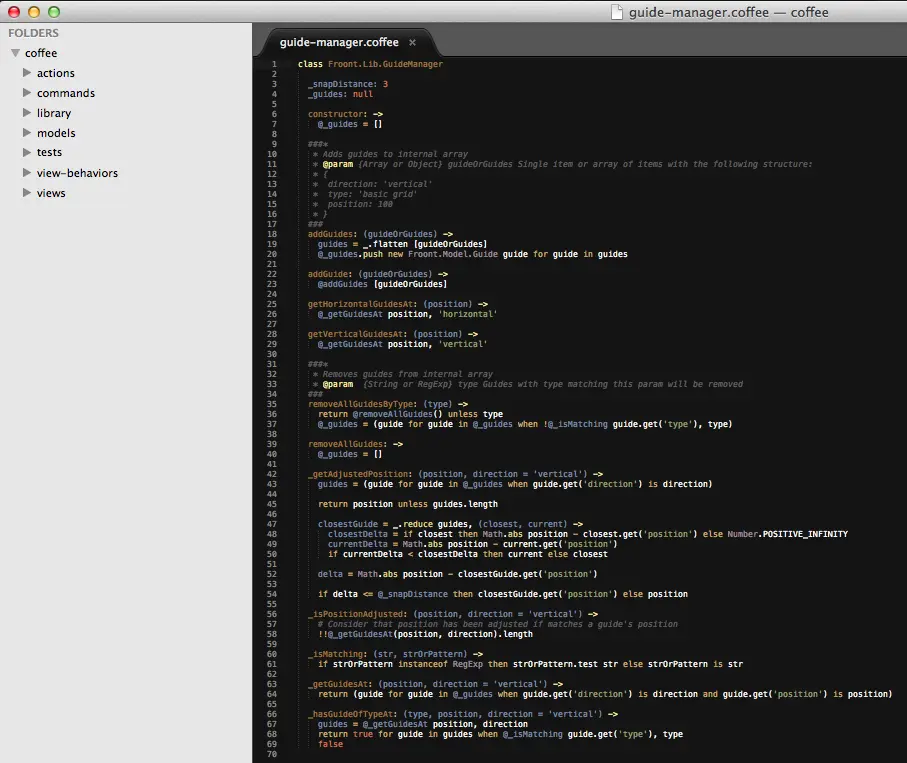 guide-manager.coffee — coffee
FOLDERS
coffee
actions
commands
library
models
tests
view-behaviors
views
guide-manager.coffee ×
1 class Froont.Lib.GuideManager
2
3 _snapDistance: 3
4 _guides: null
5
6 constructor: ->
7 @_guides = []
8
9 ###*
10 * Adds guides to internal array
11 * @param {Array or Object} guideOrGuides Single item or array of items with the following structure:
12 * {
13 * direction: 'vertical'
14 * type: 'basic grid'
15 * position: 100
16 * }
17 ###
18 addGuides: (guideOrGuides) ->
19 guides = _.flatten [guideOrGuides]
20 @_guides.push new Froont.Model.Guide guide for guide in guides
21
22 addGuide: (guideOrGuides) ->
23 @addGuides [guideOrGuides]
24
25 getHorizontalGuidesAt: (position) ->
26 @_getGuidesAt position, 'horizontal'
27
28 getVerticalGuidesAt: (position) ->
29 @_getGuidesAt position, 'vertical'
30
31 ###*
32 * Removes guides from internal array
33 * @param {String or RegExp} type Guides with type matching this param will be removed
34 ###
35 removeAllGuidesByType: (type) ->
36 return @removeAllGuides() unless type
37 @_guides = (guide for guide in @_guides when !@_isMatching guide.get('type'), type)
38
39 removeAllGuides: ->
40 @_guides = []
41
42 _getAdjustedPosition: (position, direction = 'vertical') ->
43 guides = (guide for guide in @_guides when guide.get('direction') is direction)
44
45 return position unless guides.length
46
47 closestGuide = _.reduce guides, (closest, current) ->
48 closestDelta = if closest then Math.abs position - closest.get('position') else Number.POSITIVE_INFINITY
49 currentDelta = Math.abs position - current.get('position')
50 if currentDelta < closestDelta then current else closest
51
52 delta = Math.abs position - closestGuide.get('position')
53
54 if delta <= @_snapDistance then closestGuide.get('position') else position
55
56 _isPositionAdjusted: (position, direction = 'vertical') ->
57 # Consider that position has been adjusted if matches a guide's position
58 !!@_getGuidesAt(position, direction).length
59
60 _isMatching: (str, strOrPattern) ->
61 if strOrPattern instanceof RegExp then strOrPattern.test str else strOrPattern is str
62
63 _getGuidesAt: (position, direction = 'vertical') ->
64 return (guide for guide in @_guides when guide.get('direction') is direction and guide.get('position') is position)
65
66 _hasGuideOfTypeAt: (type, position, direction = 'vertical') ->
67 guides = @_getGuidesAt position, direction
68 return true for guide in guides when @_isMatching guide.get('type'), type
69 false
70